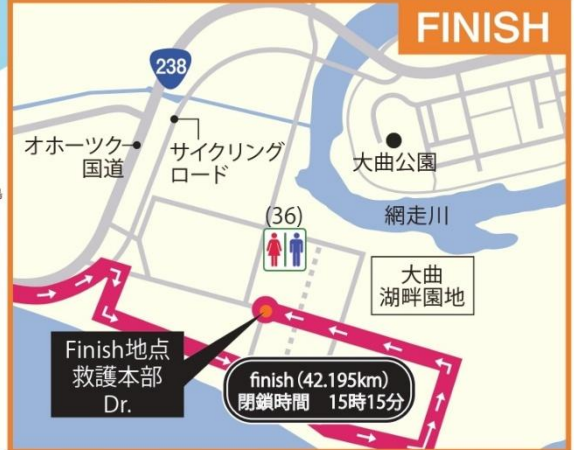 FINISH
238
オホーツク
国道
サイクリング
ロード
大曲公園
網走川
(36)
大曲
湖畔園地
Finish地点
救護本部
Dr.
finish(42.195km)
閉鎖時間 15時15分